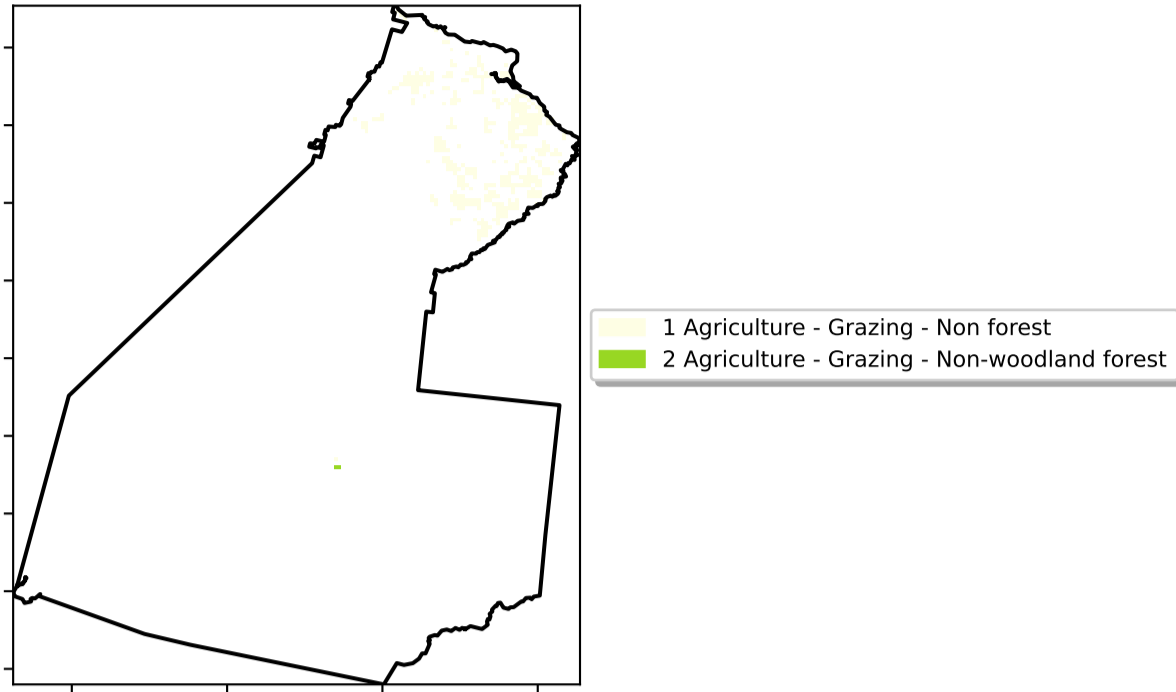 1 Agriculture - Grazing - Non forest
2 Agriculture - Grazing - Non-woodland forest